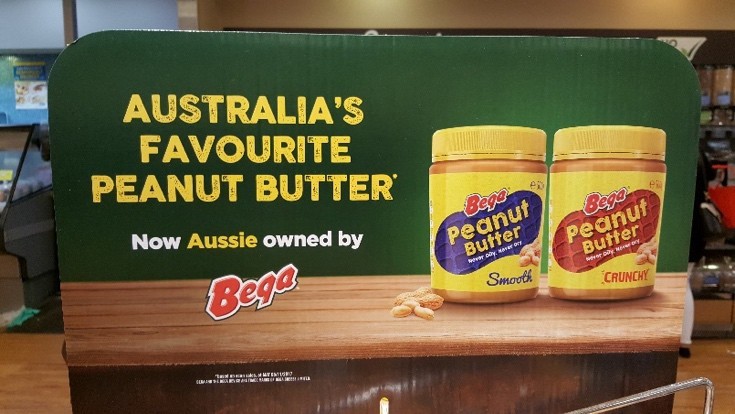 AUSTRALIA'S
FAVOURITE
PEANUT BUTTER*
Now Aussie owned by
Bega
Bega
Peanut
Butter
Never Oily, Never Dry
Smooth
Bega
Peanut
Butter
Never Oily, Never Dry
CRUNCHY